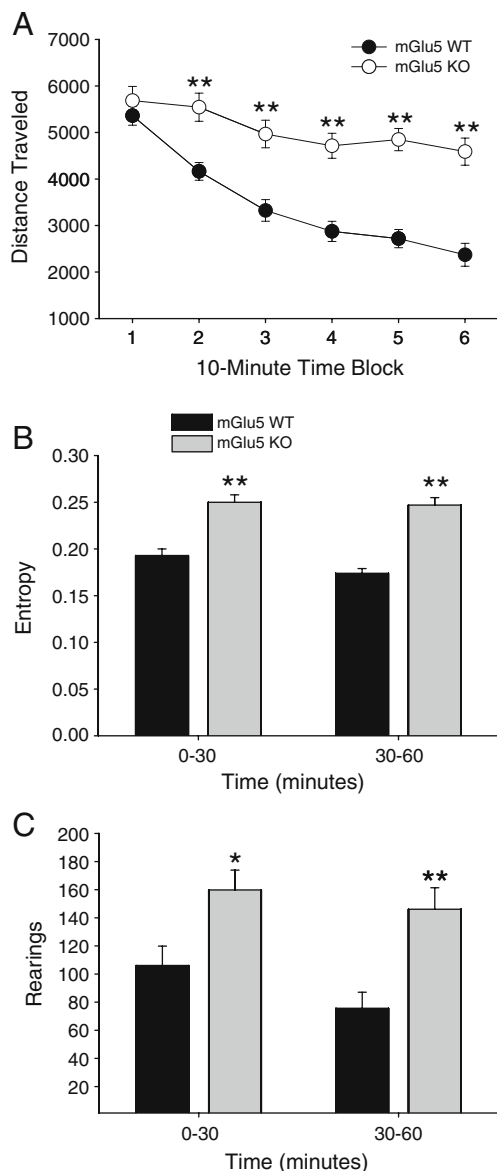 A
mGlu5 WT
mGlu5 KO
7000
6000
5000
4000
3000
2000
1000
Distance Traveled
** ** ** ** **
1 2 3 4 5 6
10-Minute Time Block
B
mGlu5 WT
mGlu5 KO
0.30
0.25
0.20
0.15
0.10
0.05
0.00
Entropy
** **
0-30 30-60
Time (minutes)
C
200
180
160
140
120
100
80
60
40
20
Rearings
* **
0-30 30-60
Time (minutes)